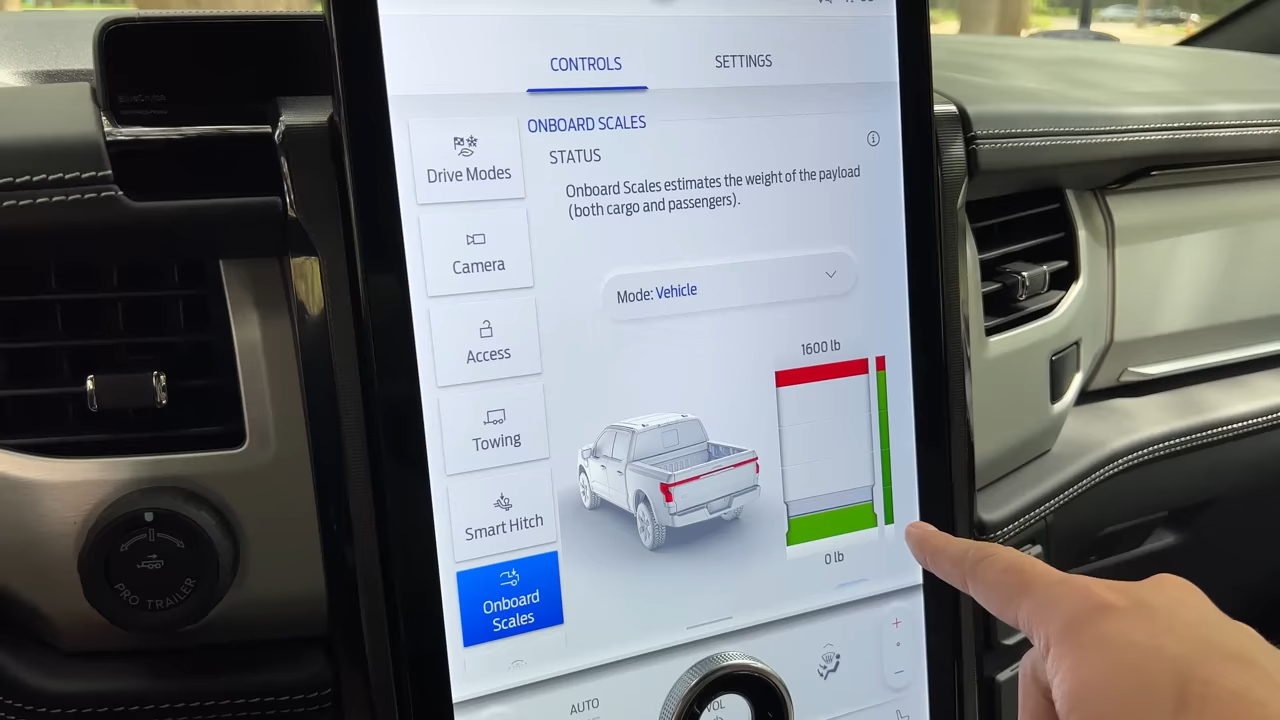 CONTROLS
SETTINGS
ONBOARD SCALES
STATUS
Onboard Scales estimates the weight of the payload
(both cargo and passengers).
Mode: Vehicle
1600 lb
0 lb
Drive Modes
Camera
Access
Towing
Smart Hitch
Onboard
Scales
PRO TRAILER
AUTO
VOL